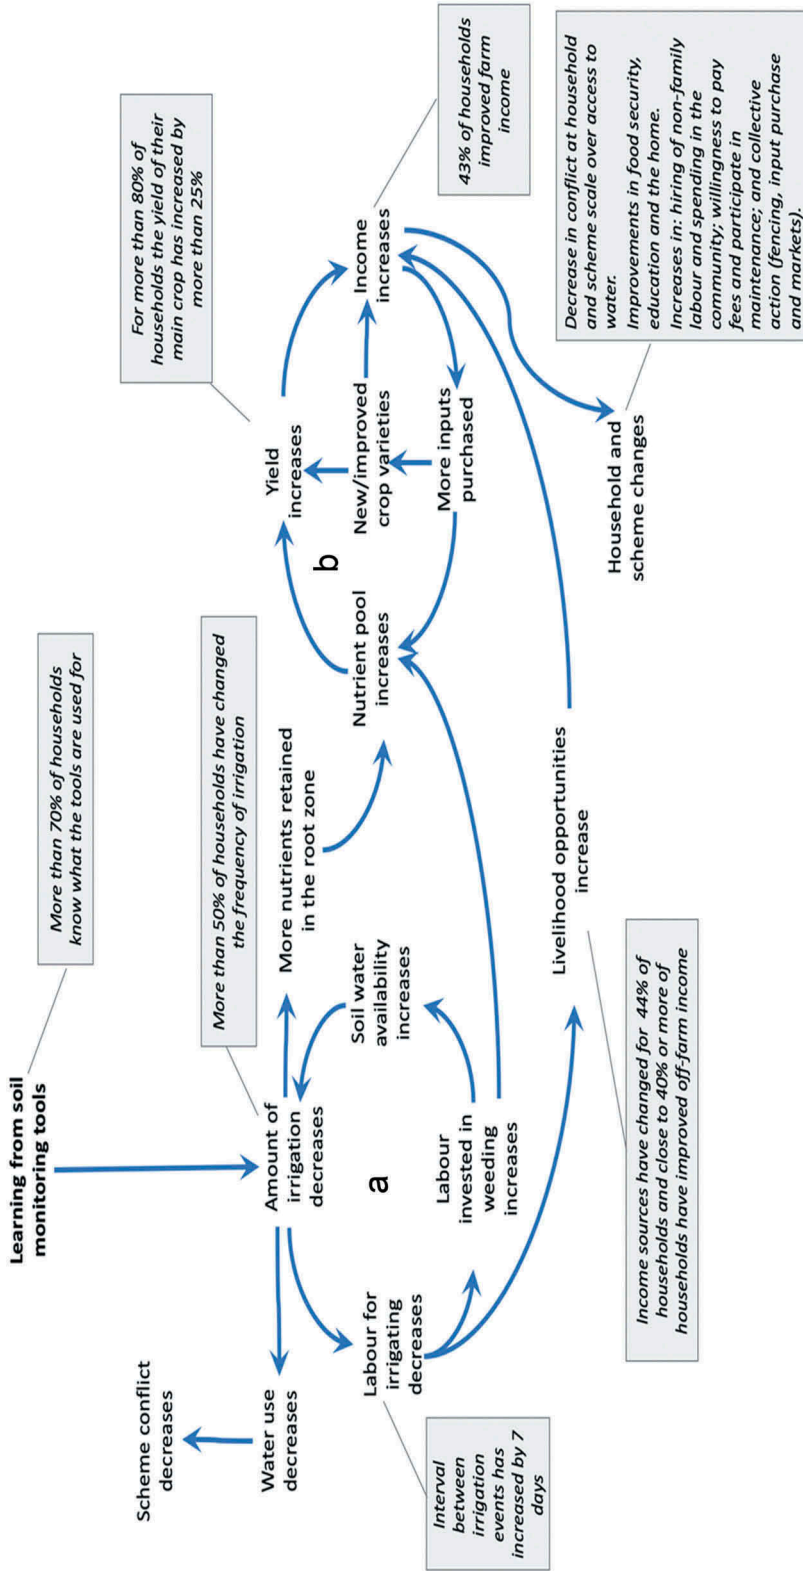 Learning from soil
monitoring tools
More than 70% of households
know what the tools are used for
Scheme conflict
decreases
Water use
decreases
Amount of
irrigation
decreases
More than 50% of households have changed
the frequency of irrigation
More nutrients retained
in the root zone
For more than 80% of
households the yield of their
main crop has increased by
more than 25%
Yield
increases
Labour for
irrigating
decreases
a
Soil water
availability
increases
Nutrient pool
increases
b
New/improved
crop varieties
Income
increases
43% of households
improved farm
income
Interval
between
irrigation
events has
increased by 7
days
Labour
invested in
weeding
increases
More inputs
purchased
Livelihood opportunities
increase
Household and
scheme changes
Income sources have changed for 44% of
households and close to 40% or more of
households have improved off-farm income
Decrease in conflict at household
and scheme scale over access to
water.
Improvements in food security,
education and the home.
Increases in: hiring of non-family
labour and spending in the
community; willingness to pay
fees and participate in
maintenance; and collective
action (fencing, input purchase
and markets).